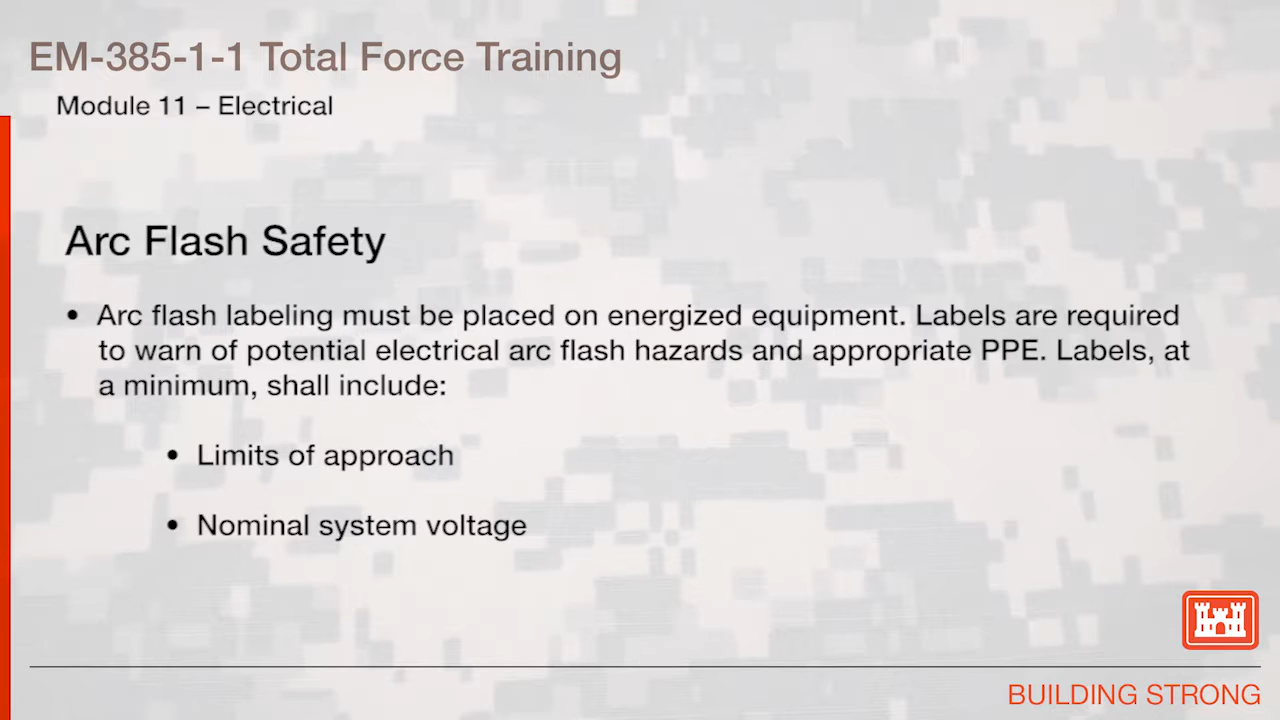 EM-385-1-1 Total Force Training
Module 11 – Electrical
Arc Flash Safety
• Arc flash labeling must be placed on energized equipment. Labels are required
to warn of potential electrical arc flash hazards and appropriate PPE. Labels, at
a minimum, shall include:
• Limits of approach
• Nominal system voltage
BUILDING STRONG